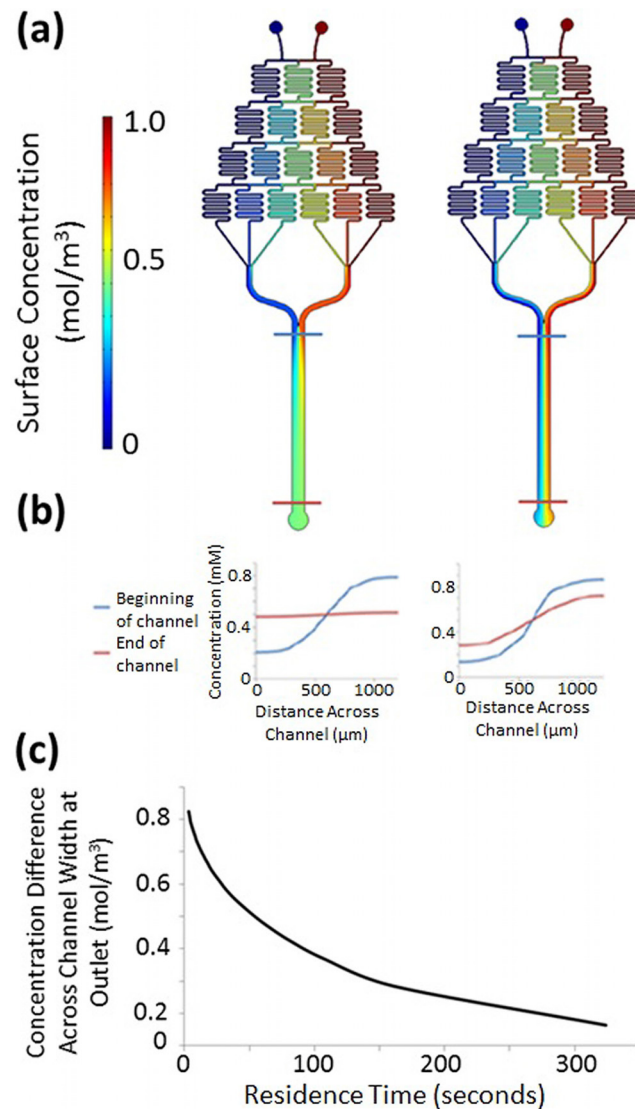 (a)
Surface Concentration
(mol/m³)
1.0
0.5
0
(b)
Beginning
of channel
End of
channel
Concentration (mM)
0.8
0.4
0.0
0
500
1000
Distance Across
Channel (µm)
0.8
0.4
0.0
0
500
1000
Distance Across
Channel (µm)
(c)
Concentration Difference
Across Channel Width at
Outlet (mol/m³)
0.8
0.6
0.4
0.2
0
0
100
200
300
Residence Time (seconds)